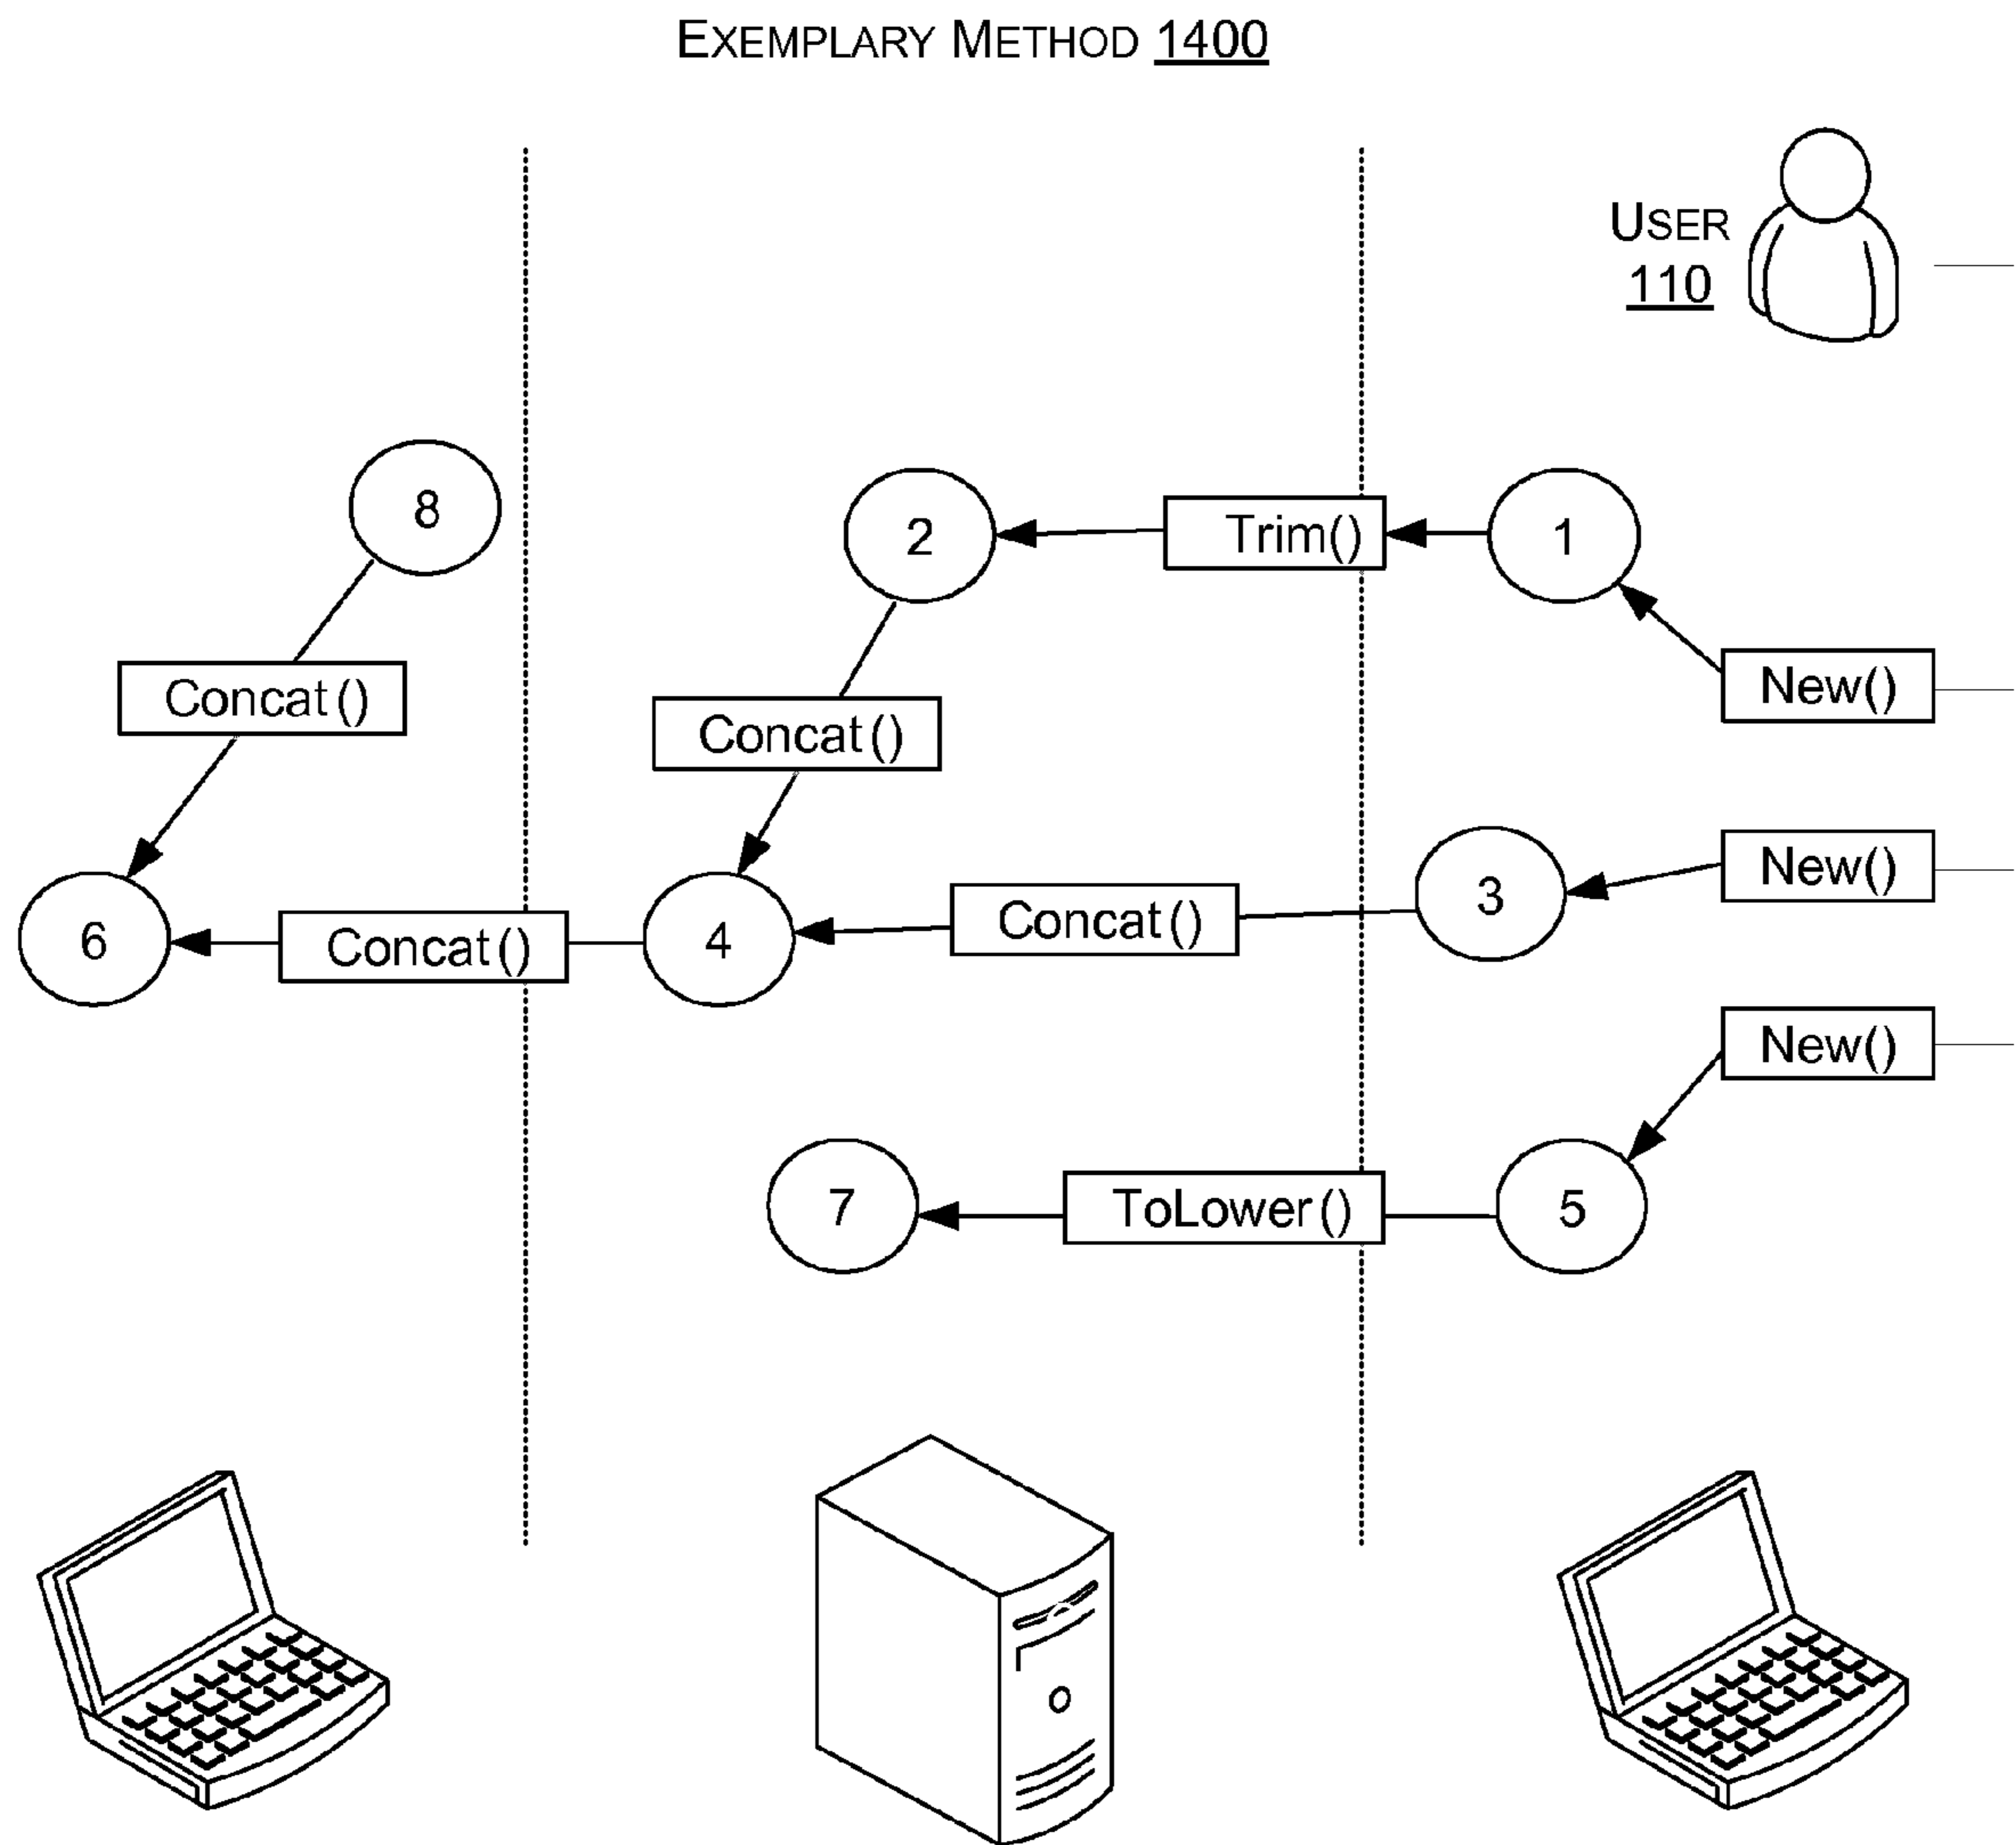 EXEMPLARY METHOD 1400
USER
110
8
2
Trim()
1
Concat()
New()
Concat()
New()
3
6
Concat()
4
Concat()
New()
7
ToLower()
5